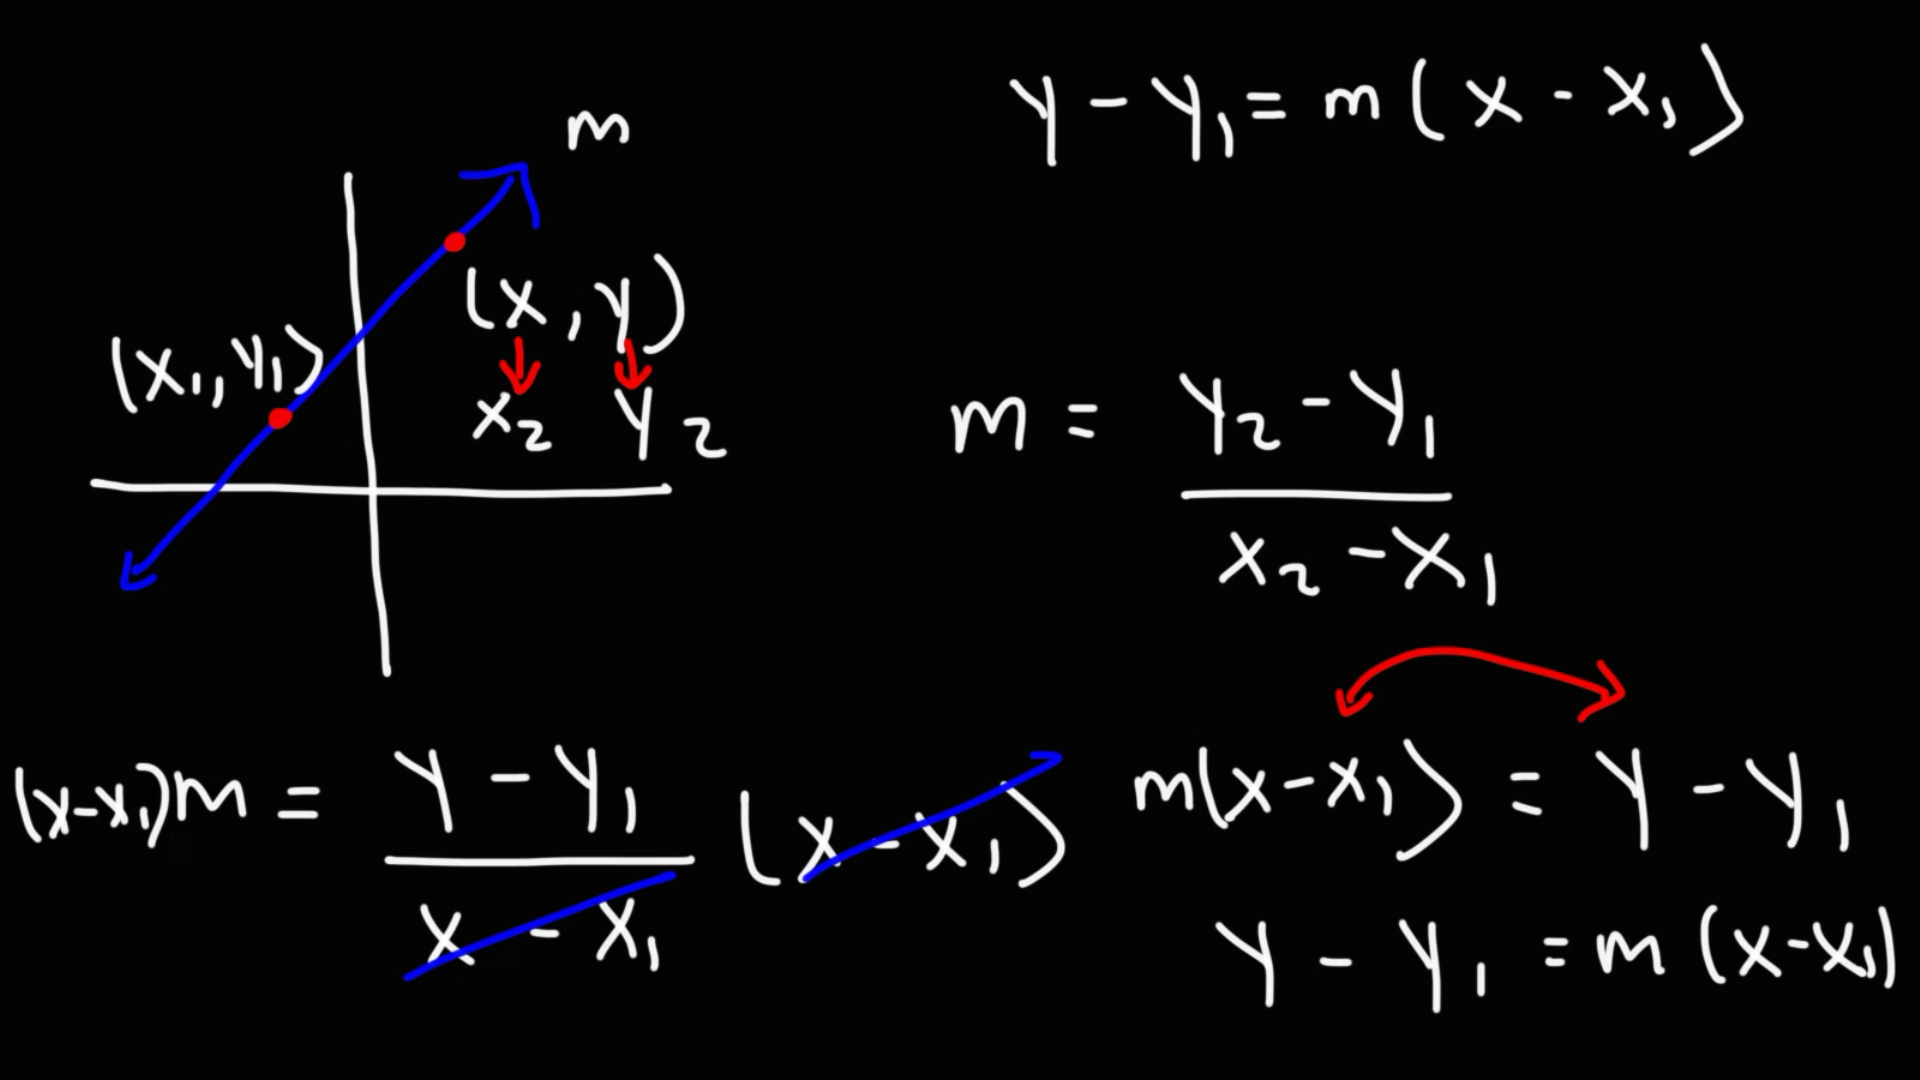 y - y₁ = m(x - x₁)
m
(x, y)
(x₁, y₁)
x₂ y₂
m = y₂ - y₁
x₂ - x₁
(x-x₁)m = y - y₁
x - x₁
(x - x₁)
m(x-x₁) = y - y₁
y - y₁ = m(x-x₁)